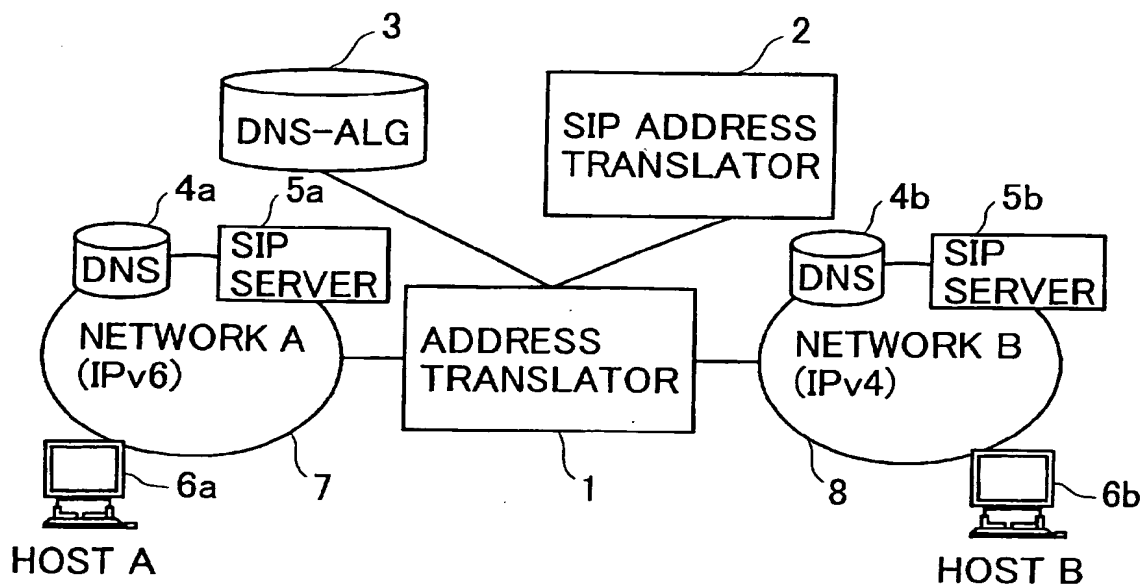 3
2
DNS-ALG
SIP ADDRESS
TRANSLATOR
4a
5a
4b
5b
DNS
SIP
SERVER
DNS
SIP
SERVER
NETWORK A
(IPv6)
ADDRESS
TRANSLATOR
NETWORK B
(IPv4)
6a
7
1
8
6b
HOST A
HOST B